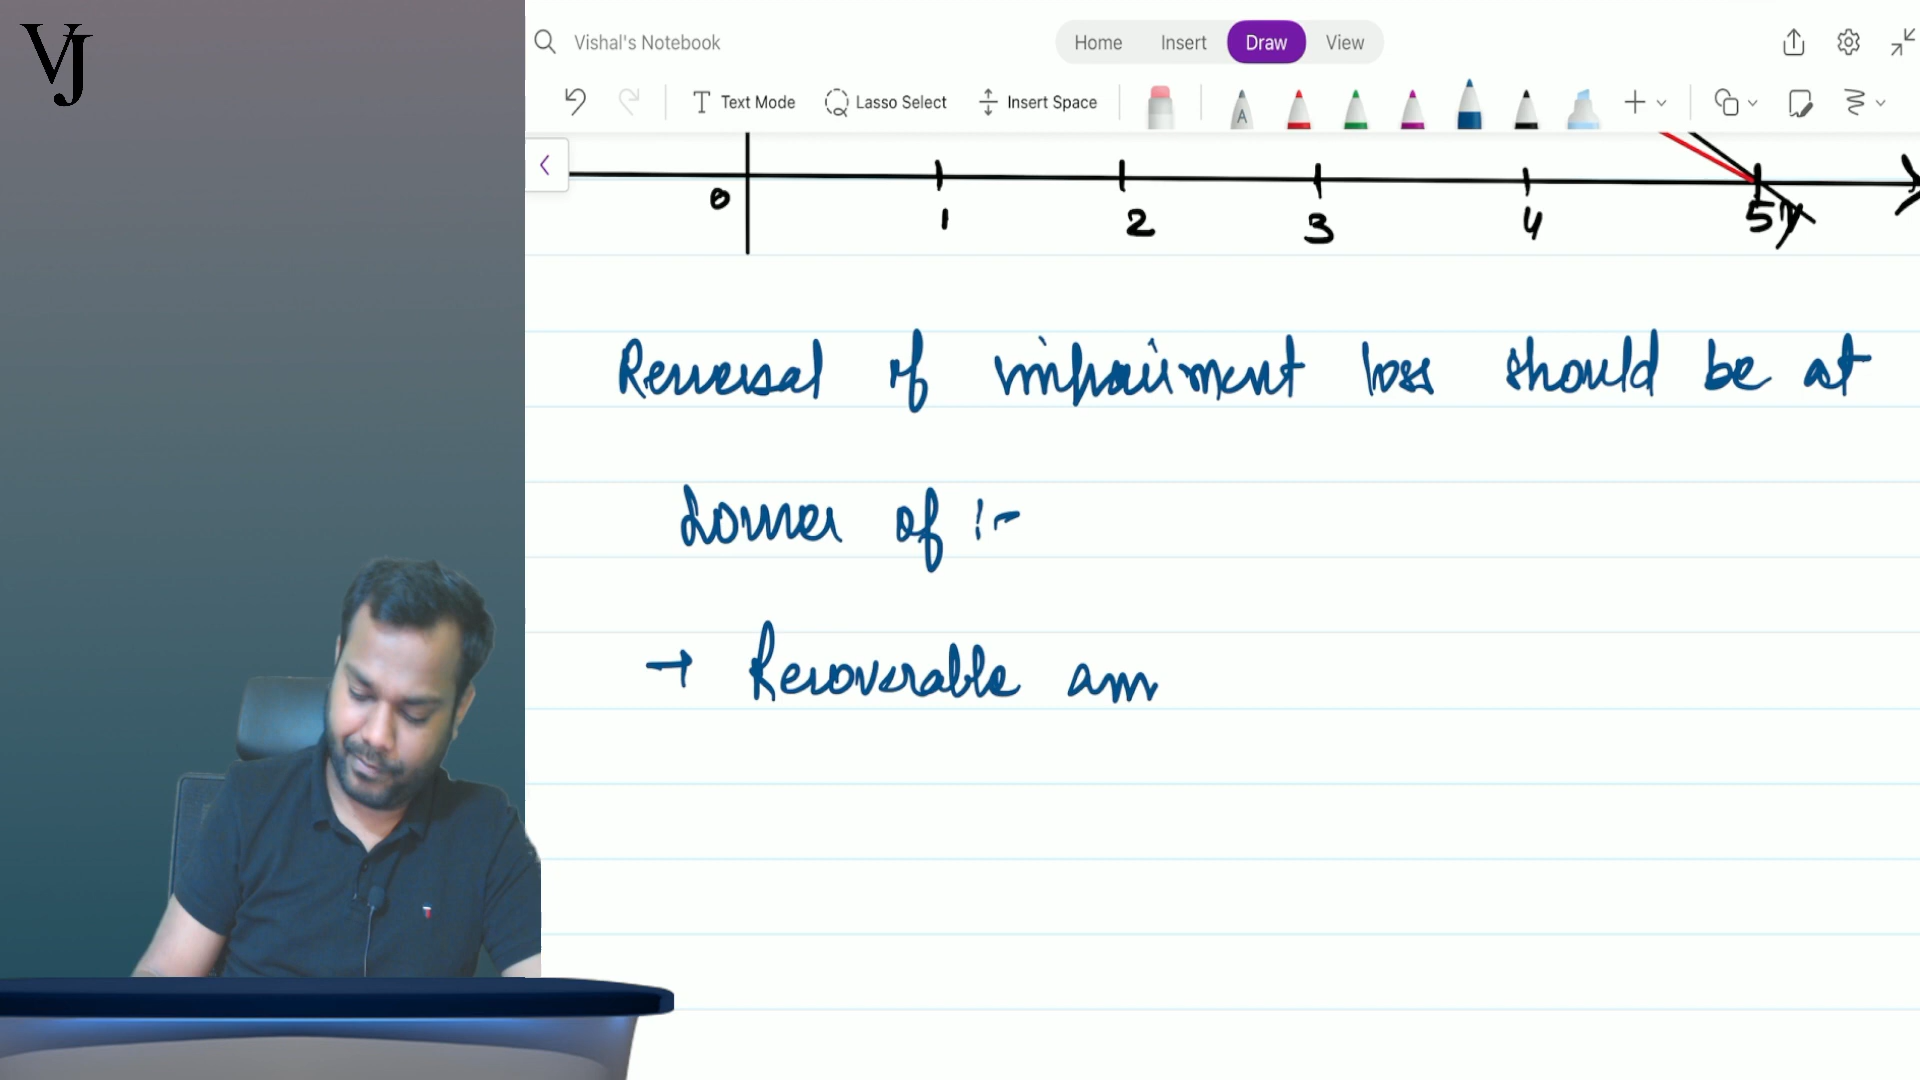 VJ
Vishal's Notebook
Home Insert Draw View
Text Mode Lasso Select Insert Space
A
0 1 2 3 4 5y
Reversal of impairment loss should be at
Lower of :-
→ Recoverable am